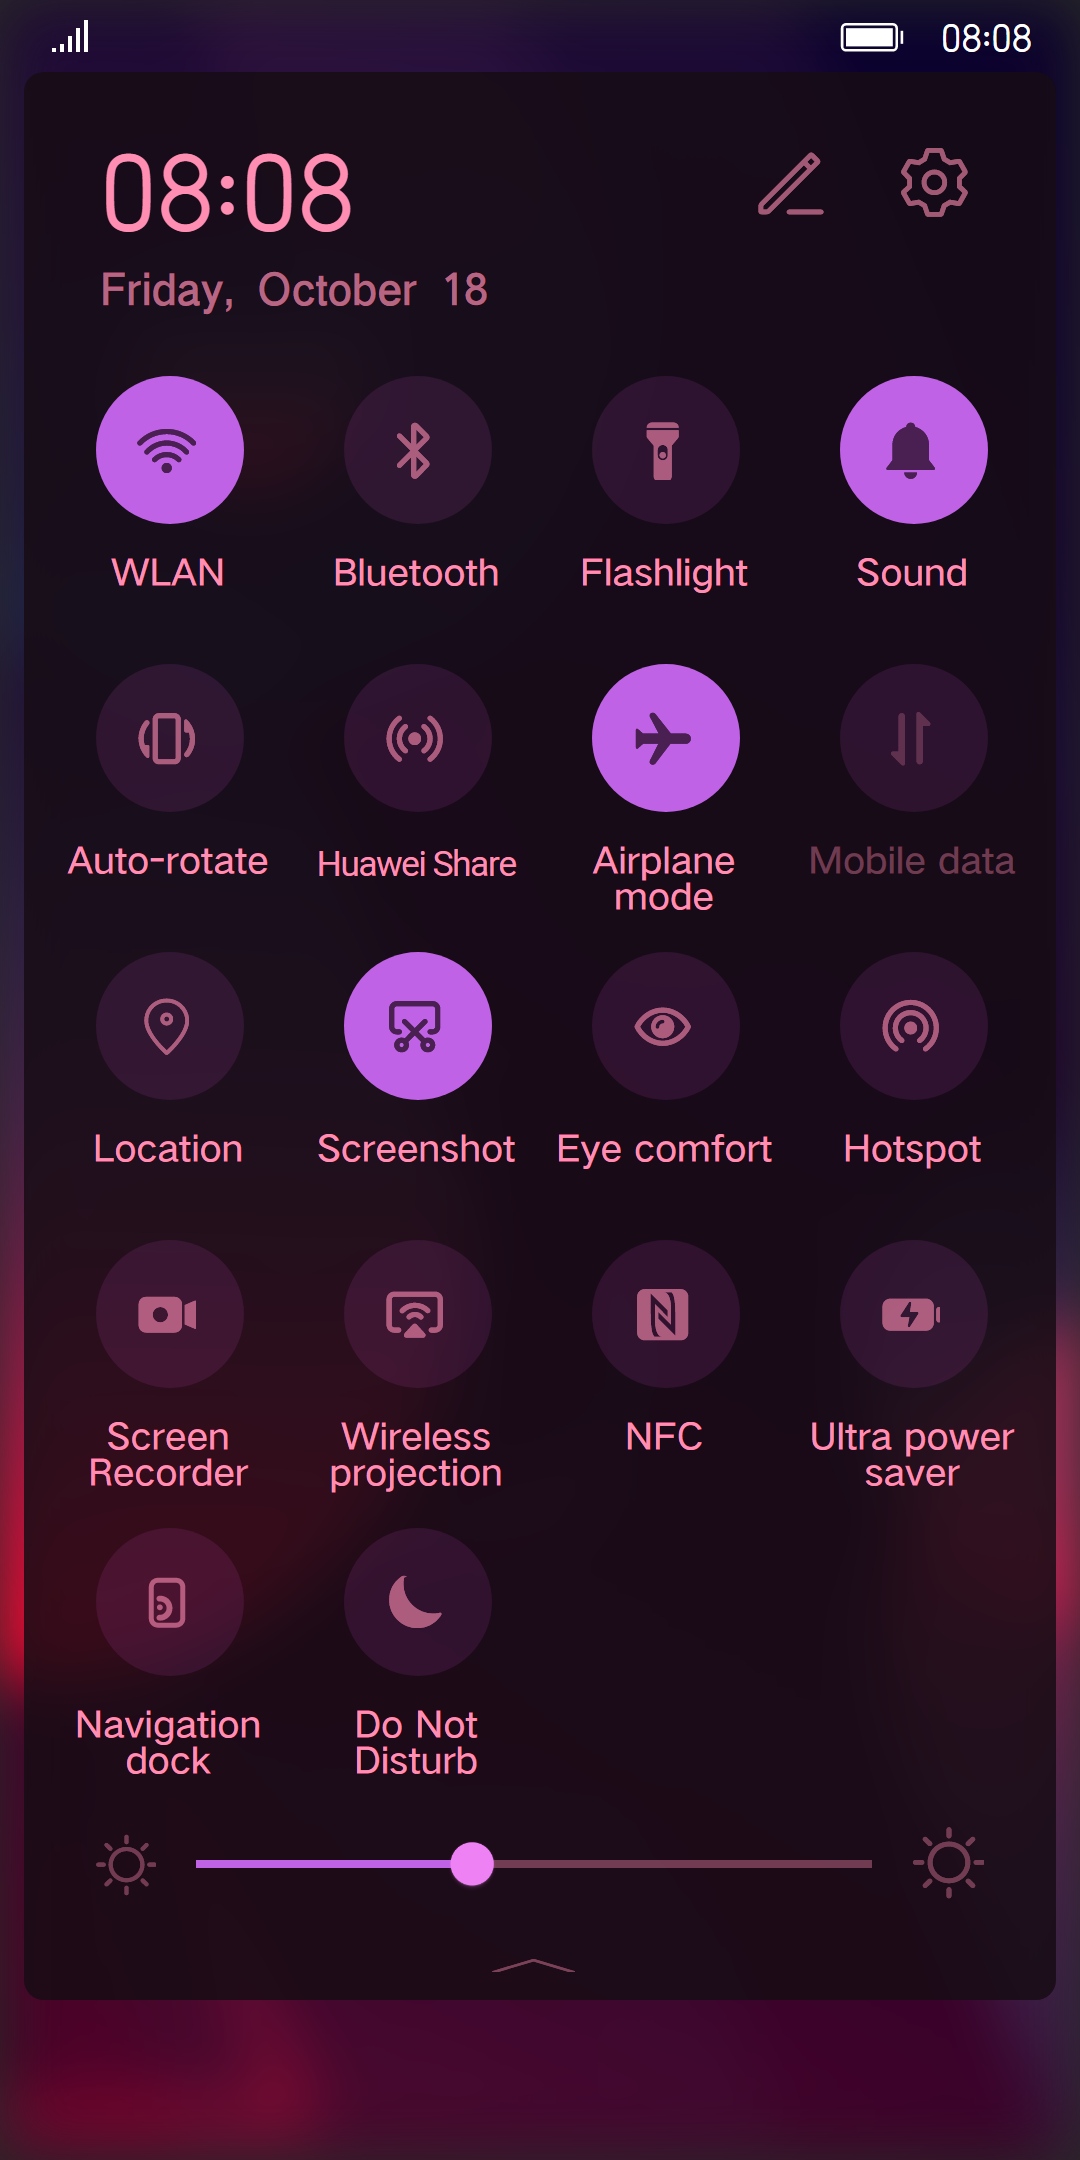 08:08
08:08
Friday, October 18
WLAN
Bluetooth
Flashlight
Sound
Auto-rotate
Huawei Share
Airplane
mode
Mobile data
Location
Screenshot
Eye comfort
Hotspot
Screen
Recorder
Wireless
projection
NFC
Ultra power
saver
Navigation
dock
Do Not
Disturb